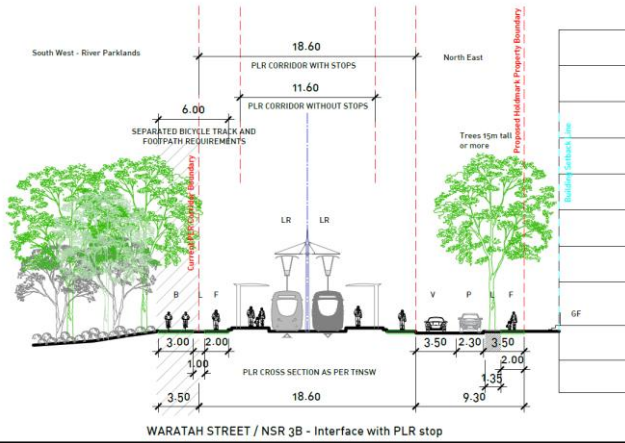 18.60
South West - River Parklands
North East
PLR CORRIDOR WITH STOPS
11.60
PLR CORRIDOR WITHOUT STOPS
6.00
SEPARATED BICYCLE TRACK AND
FOOTPATH REQUIREMENTS
Trees 15m tall
or more
Current PLR Corridor Boundary
Proposed Holdmark Property Boundary
Building Setback Line
LR LR
B L F V P L F
GF
3.00 2.00 3.50 2.30 3.50
1.00 2.00
PLR CROSS SECTION AS PER TfNSW
1.35
3.50 18.60 9.30
WARATAH STREET / NSR 3B - Interface with PLR stop